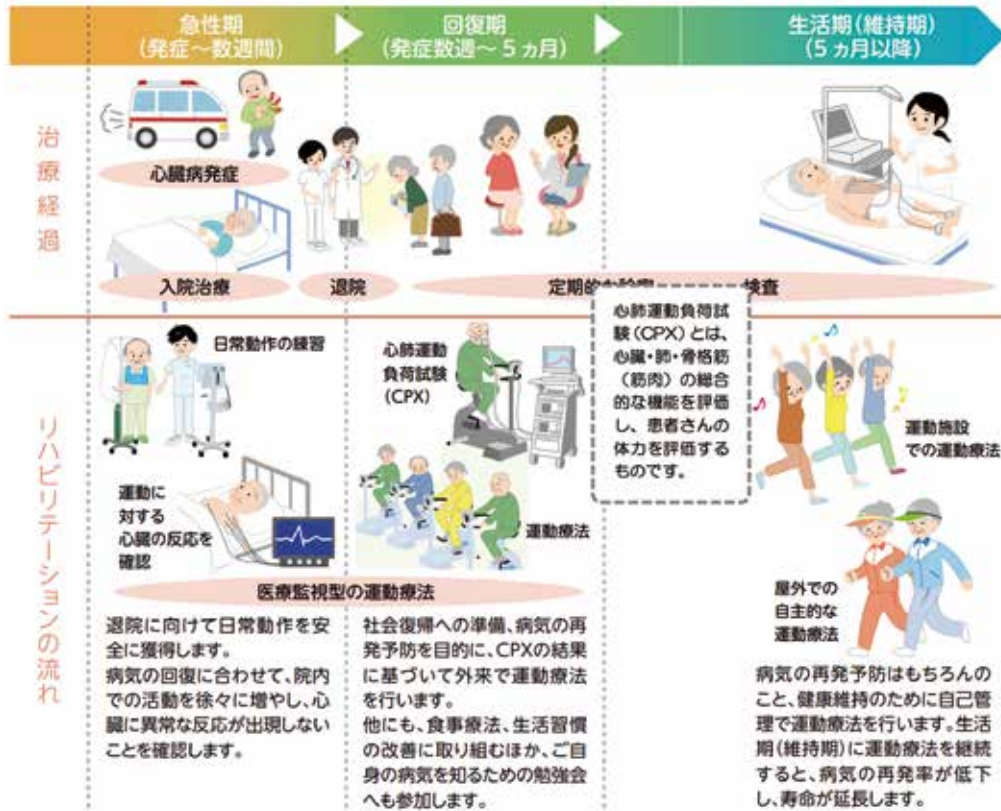 急性期
(発症～数週間)
回復期
(発症数週～5ヵ月)
生活期(維持期)
(5ヵ月以降)
治療経過
心臓病発症
入院治療
退院
定期的な
検査
リハビリテーションの流れ
日常動作の練習
運動に
対する
心臓の反応を
確認
心肺運動
負荷試験
(CPX)
運動療法
医療監視型の運動療法
心肺運動負荷試
験(CPX)とは、
心臓・肺・骨格筋
(筋肉)の総合
的な機能を評価
し、患者さんの
体力を評価する
ものです。
運動施設
での運動療法
屋外での
自主的な
運動療法
退院に向けて日常動作を安
全に獲得します。
病気の回復に合わせて、院内
での活動を徐々に増やし、心
臓に異常な反応が出現しない
ことを確認します。
社会復帰への準備、病気の再
発予防を目的に、CPXの結果
に基づいて外来で運動療法
を行います。
他にも、食事療法、生活習慣
の改善に取り組むほか、ご自
身の病気を知るための勉強会
へも参加します。
病気の再発予防はもちろんの
こと、健康維持のために自己管
理で運動療法を行います。生活
期(維持期)に運動療法を継続
すると、病気の再発率が低下
し、寿命が延長します。